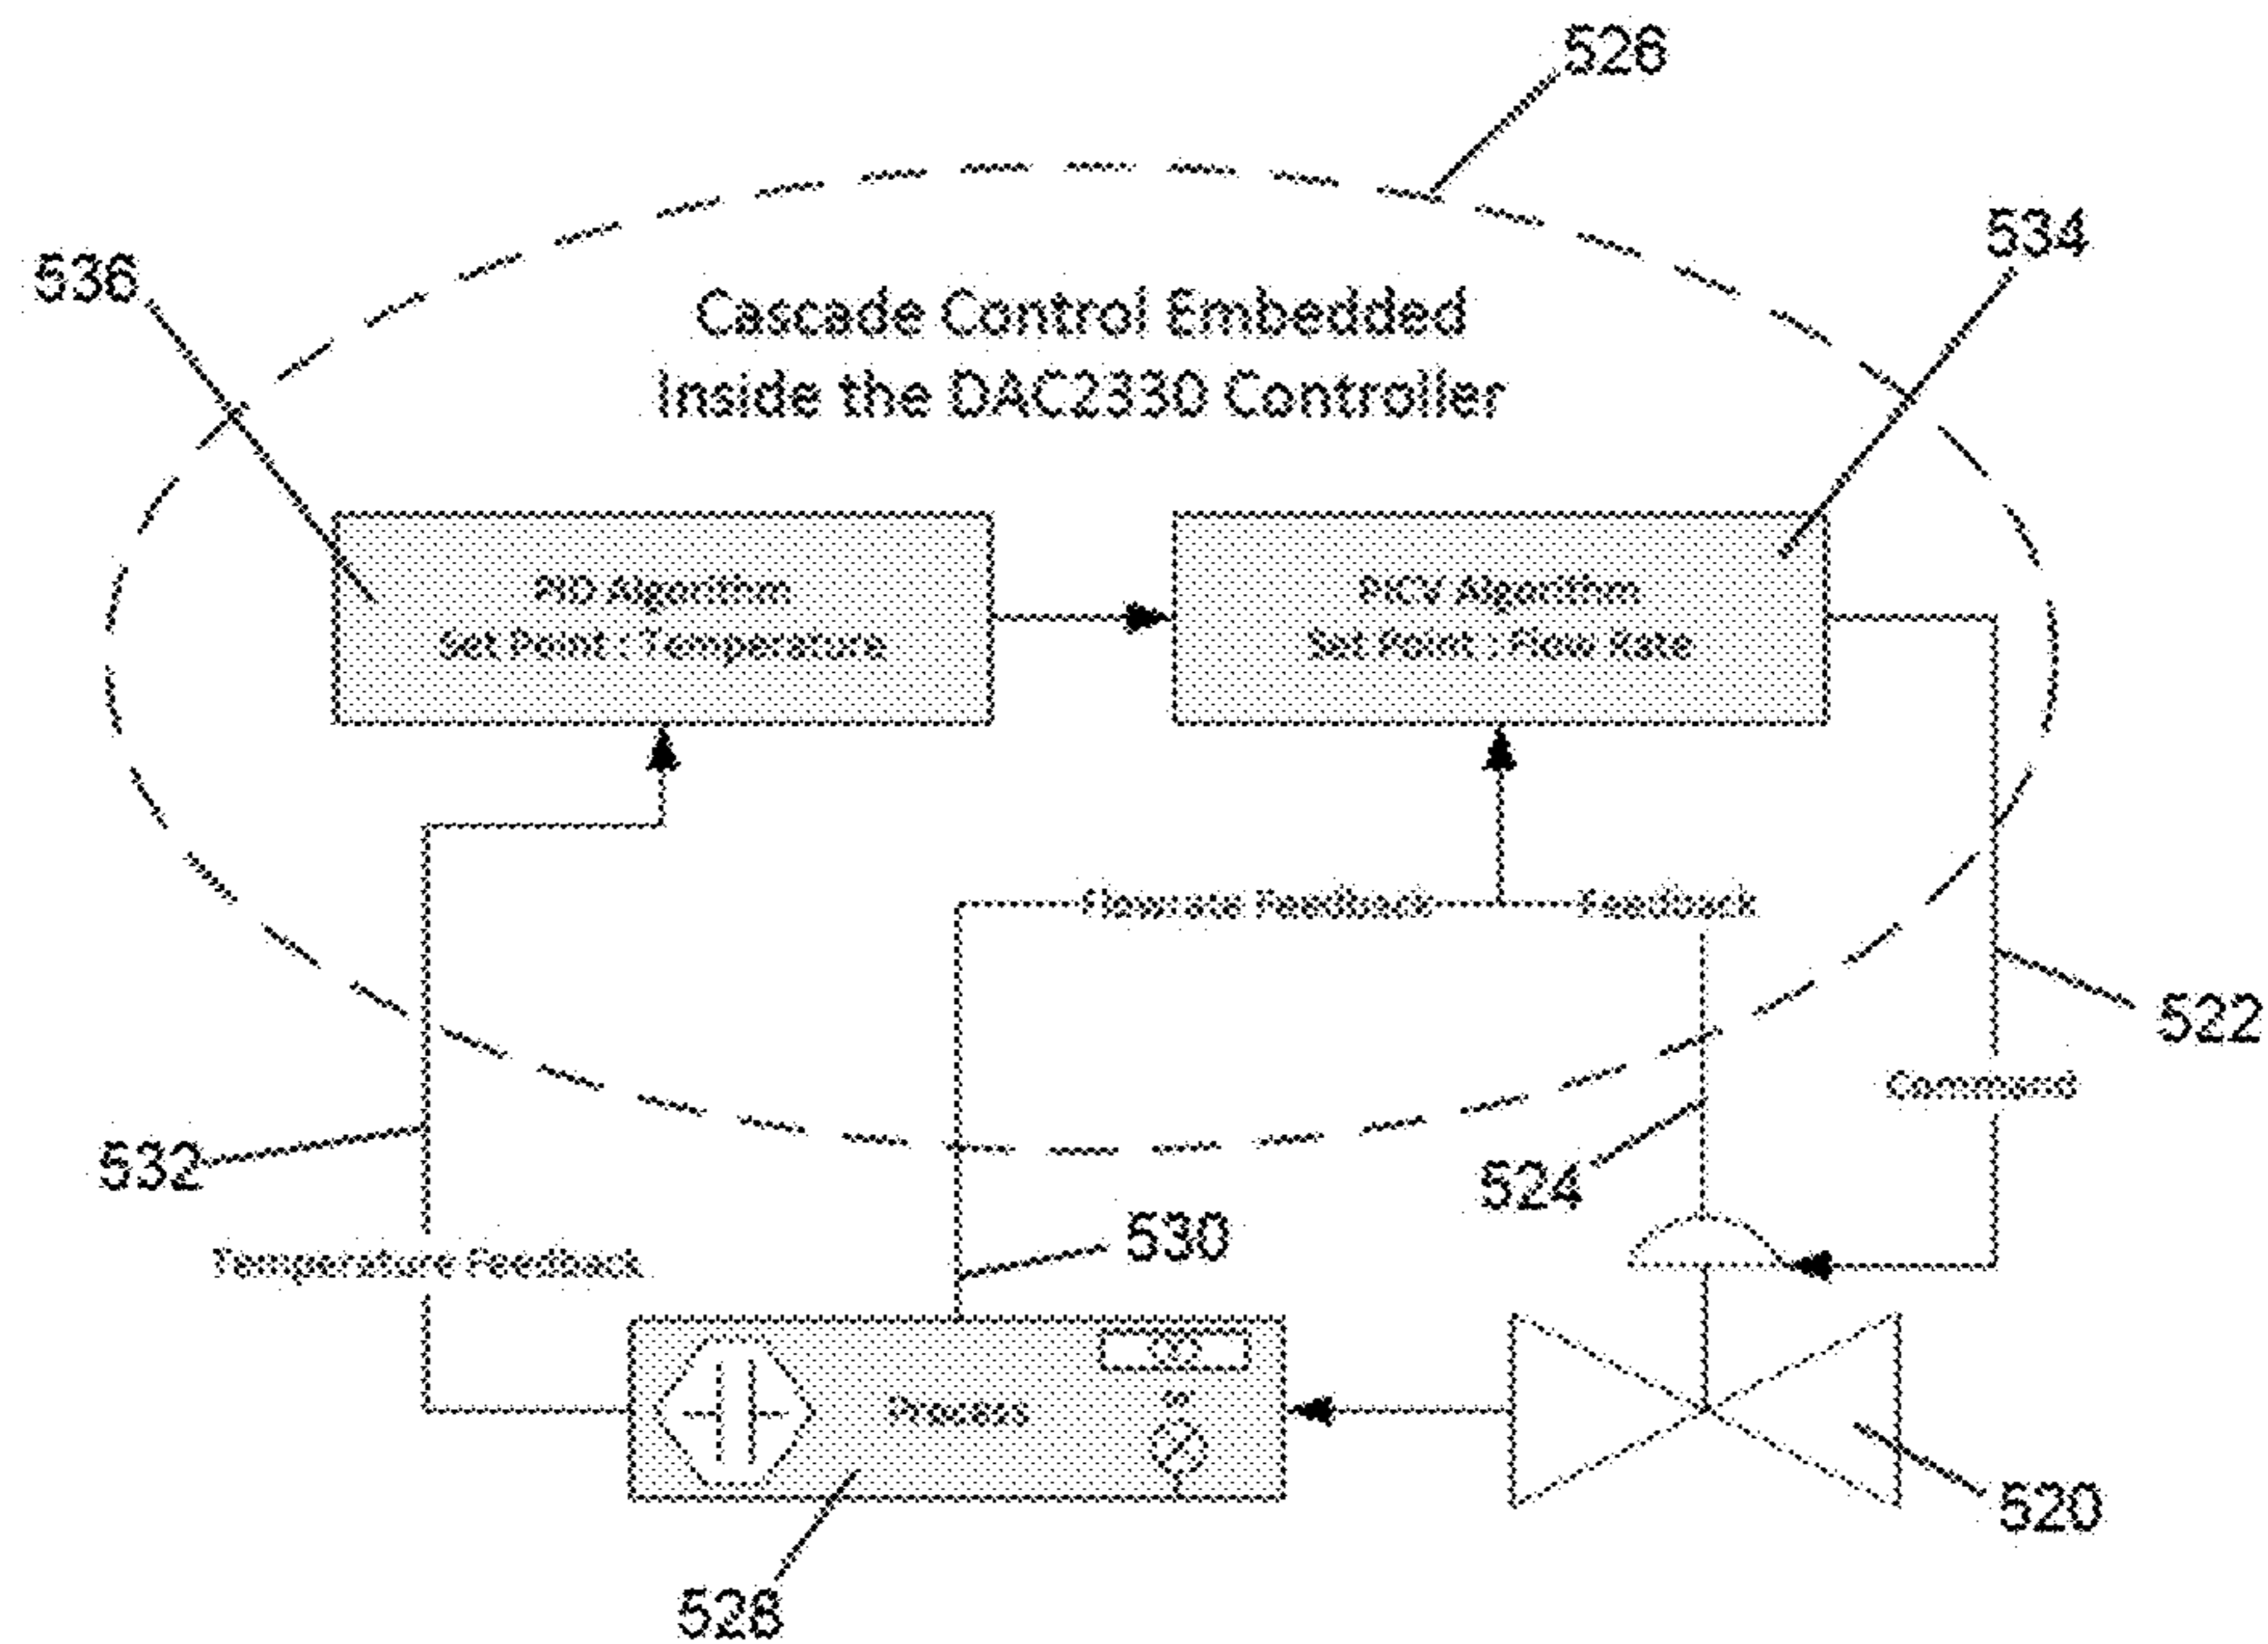 526
534
536
Cascade Control Embedded
Inside the DAC2330 Controller
PID Algorithm
Set Point : Temperature
PICV Algorithm
Set Point : Flow Rate
Flowrate Feedback
Feedback
522
Command
532
524
530
Temperature Feedback
Process
520
528